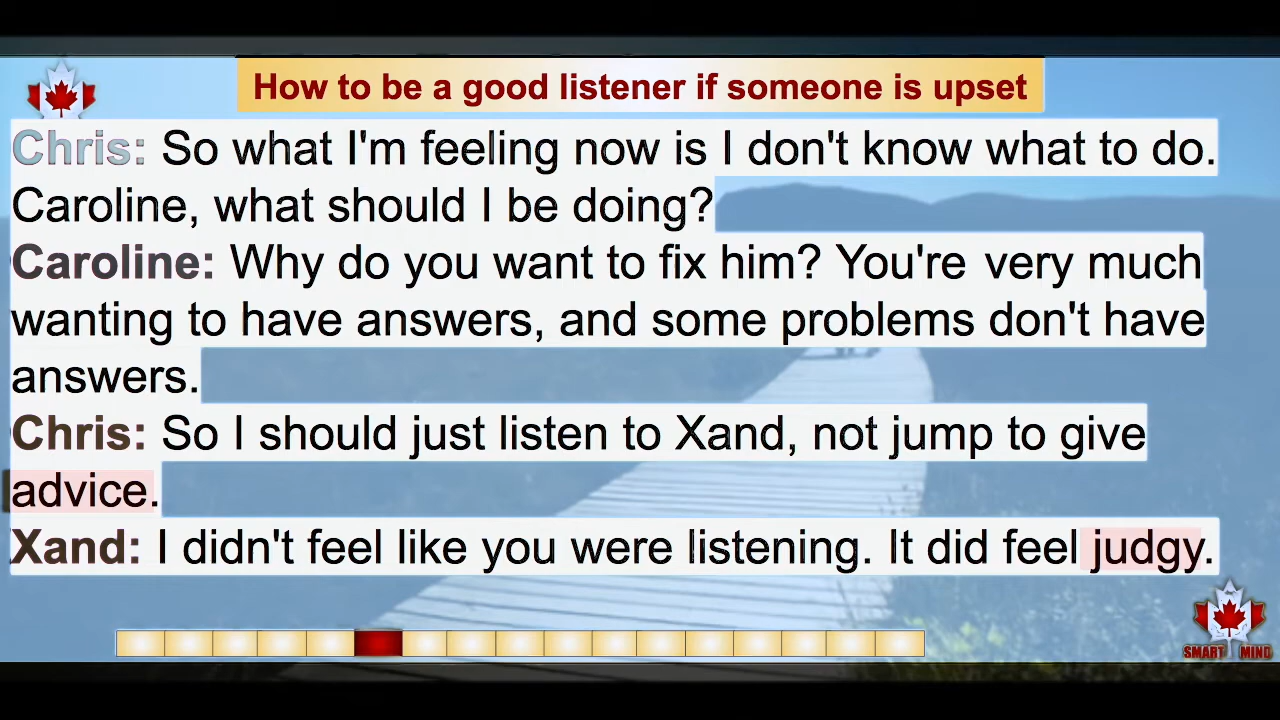 How to be a good listener if someone is upset
Chris: So what I'm feeling now is I don't know what to do.
Caroline, what should I be doing?
Caroline: Why do you want to fix him? You're very much
wanting to have answers, and some problems don't have
answers.
Chris: So I should just listen to Xand, not jump to give
advice.
Xand: I didn't feel like you were listening. It did feel judgy.
SMART MIND